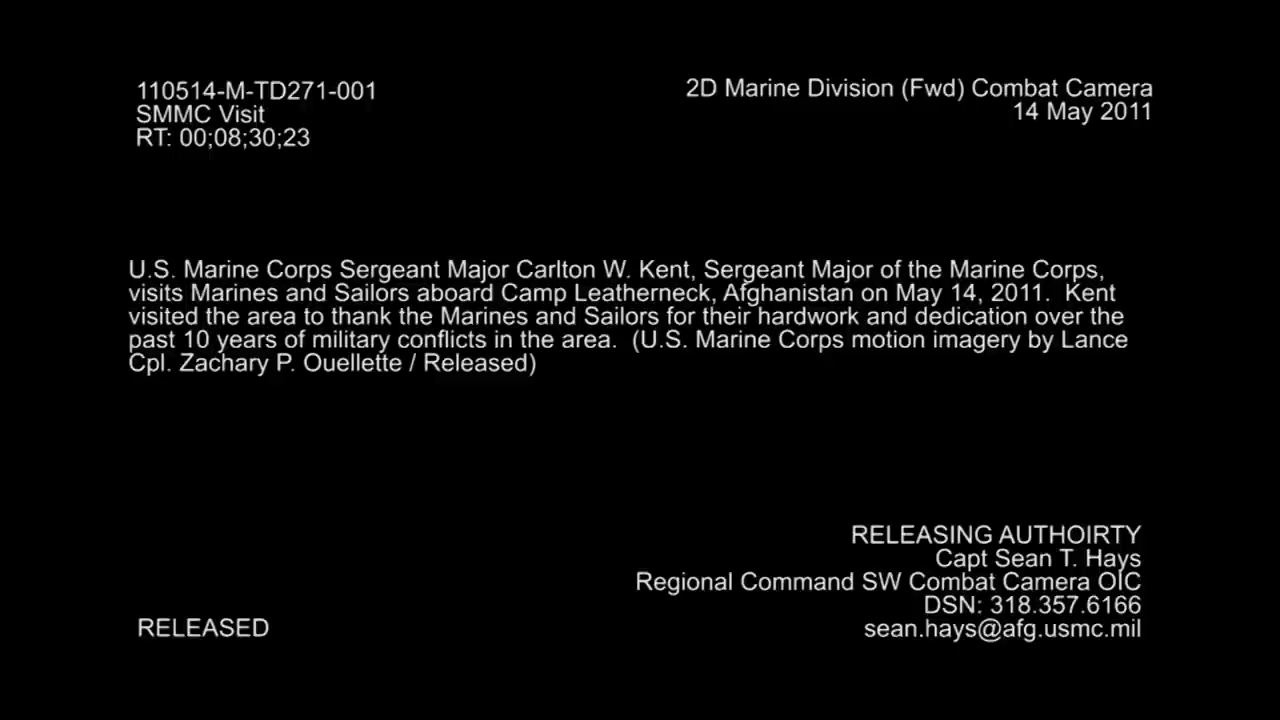 110514-M-TD271-001
SMMC Visit
RT: 00;08;30;23
2D Marine Division (Fwd) Combat Camera
14 May 2011
U.S. Marine Corps Sergeant Major Carlton W. Kent, Sergeant Major of the Marine Corps,
visits Marines and Sailors aboard Camp Leatherneck, Afghanistan on May 14, 2011.  Kent
visited the area to thank the Marines and Sailors for their hardwork and dedication over the
past 10 years of military conflicts in the area.  (U.S. Marine Corps motion imagery by Lance
Cpl. Zachary P. Ouellette / Released)
RELEASING AUTHOIRTY
Capt Sean T. Hays
Regional Command SW Combat Camera OIC
DSN: 318.357.6166
sean.hays@afg.usmc.mil
RELEASED